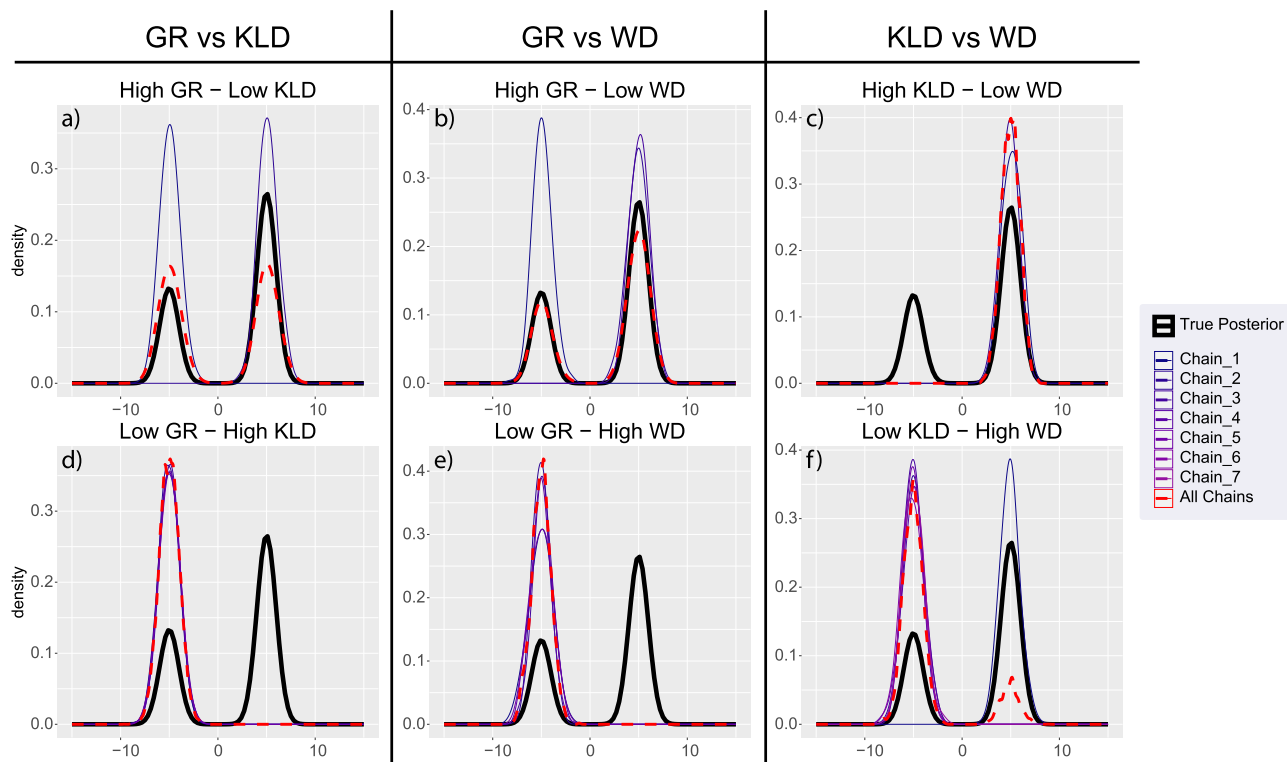 GR vs KLD
GR vs WD
KLD vs WD
High GR − Low KLD
High GR − Low WD
High KLD − Low WD
a)
b)
c)
density
0.3
0.2
0.1
0.0
0.4
0.3
0.2
0.1
0.0
0.4
0.3
0.2
0.1
0.0
−10 0 10
−10 0 10
−10 0 10
Low GR − High KLD
Low GR − High WD
Low KLD − High WD
d)
e)
f)
density
0.3
0.2
0.1
0.0
0.4
0.3
0.2
0.1
0.0
0.4
0.3
0.2
0.1
0.0
−10 0 10
−10 0 10
−10 0 10
True Posterior
Chain_1
Chain_2
Chain_3
Chain_4
Chain_5
Chain_6
Chain_7
All Chains